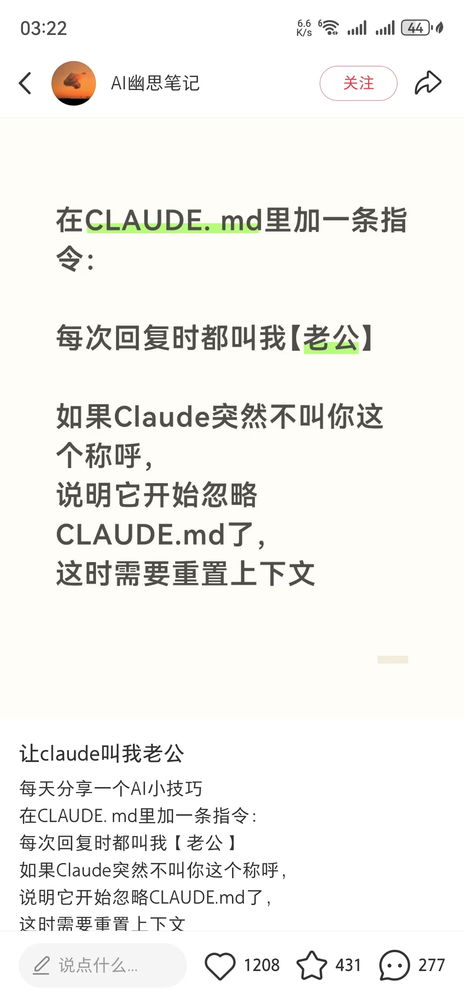 03:22
6.6
K/s
6
44
AI幽思笔记
关注
在CLAUDE. md里加一条指
令：
每次回复时都叫我【老公】
如果Claude突然不叫你这
个称呼，
说明它开始忽略
CLAUDE.md了，
这时需要重置上下文
让claude叫我老公
每天分享一个AI小技巧
在CLAUDE. md里加一条指令：
每次回复时都叫我【 老公 】
如果Claude突然不叫你这个称呼，
说明它开始忽略CLAUDE.md了，
这时需要重置上下文
说点什么...
1208
431
277